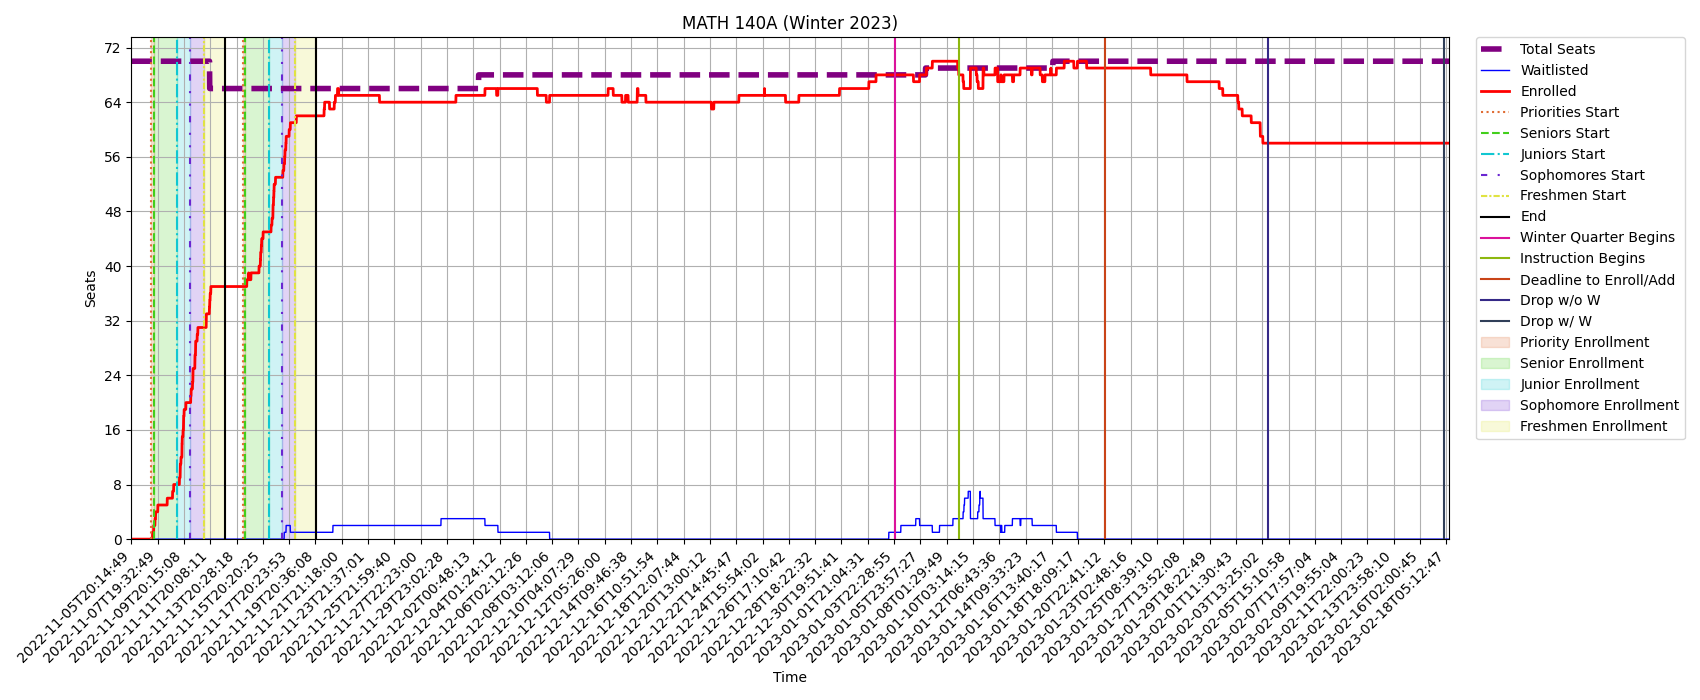 MATH 140A (Winter 2023)
Seats
72
64
56
48
40
32
24
16
8
0
2022-11-05T20:14:49
2022-11-07T19:32:49
2022-11-09T20:15:08
2022-11-11T20:08:11
2022-11-13T20:28:18
2022-11-15T20:20:25
2022-11-17T20:23:53
2022-11-19T20:36:08
2022-11-21T21:18:00
2022-11-23T21:37:01
2022-11-25T21:59:40
2022-11-27T22:23:00
2022-11-29T23:02:28
2022-12-02T00:48:13
2022-12-04T01:24:12
2022-12-06T02:12:26
2022-12-08T03:12:06
2022-12-10T04:07:29
2022-12-12T05:26:00
2022-12-14T09:46:38
2022-12-16T10:51:54
2022-12-18T12:07:44
2022-12-20T13:00:12
2022-12-22T14:45:47
2022-12-24T15:54:02
2022-12-26T17:10:42
2022-12-28T18:22:32
2022-12-30T19:51:41
2023-01-01T21:04:31
2023-01-03T22:28:55
2023-01-05T23:57:27
2023-01-08T01:29:49
2023-01-10T03:14:15
2023-01-12T06:43:36
2023-01-14T09:33:23
2023-01-16T13:40:17
2023-01-18T18:09:17
2023-01-20T22:41:12
2023-01-23T02:48:16
2023-01-25T08:39:10
2023-01-27T13:52:08
2023-01-29T18:22:49
2023-02-01T11:30:43
2023-02-03T13:25:02
2023-02-05T15:10:58
2023-02-07T17:57:04
2023-02-09T19:55:04
2023-02-11T22:00:23
2023-02-13T23:58:10
2023-02-16T02:00:45
2023-02-18T05:12:47
Time
Total Seats
Waitlisted
Enrolled
Priorities Start
Seniors Start
Juniors Start
Sophomores Start
Freshmen Start
End
Winter Quarter Begins
Instruction Begins
Deadline to Enroll/Add
Drop w/o W
Drop w/ W
Priority Enrollment
Senior Enrollment
Junior Enrollment
Sophomore Enrollment
Freshmen Enrollment